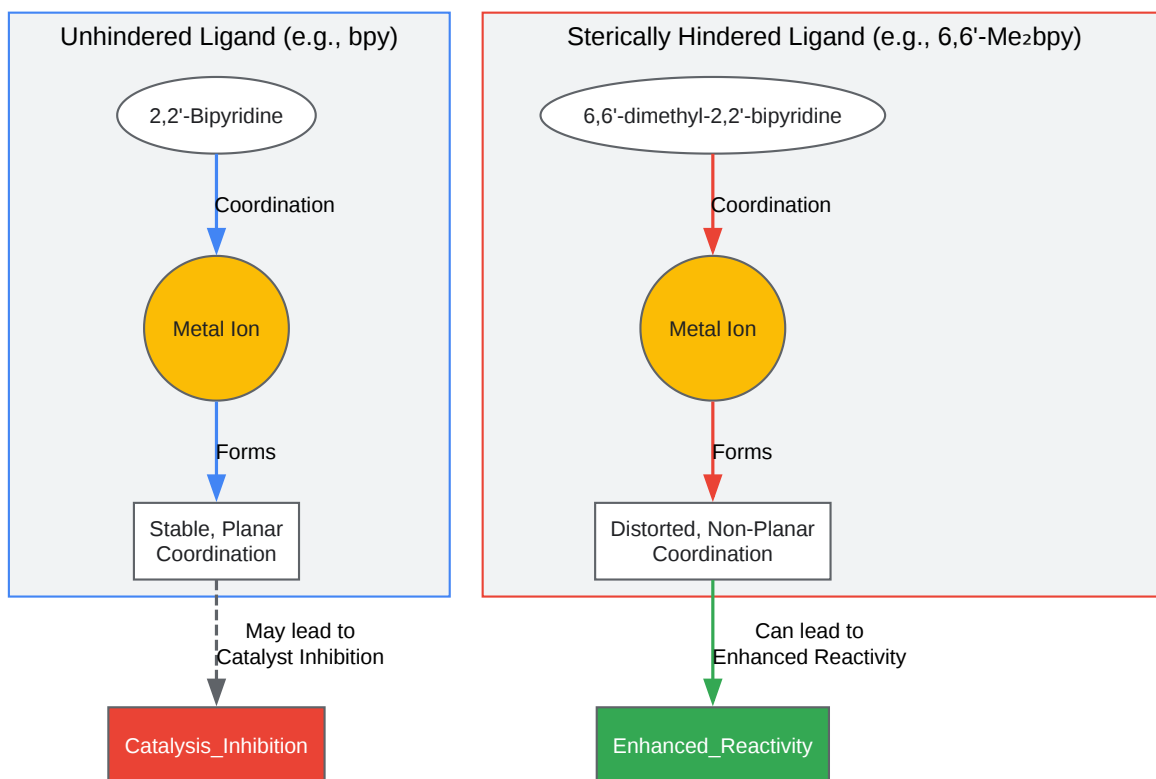 Unhindered Ligand (e.g., bpy)
2,2'-Bipyridine
Coordination
Metal Ion
Forms
Stable, Planar
Coordination
May lead to
Catalyst Inhibition
Catalysis_Inhibition
Sterically Hindered Ligand (e.g., 6,6'-Me₂bpy)
6,6'-dimethyl-2,2'-bipyridine
Coordination
Metal Ion
Forms
Distorted, Non-Planar
Coordination
Can lead to
Enhanced Reactivity
Enhanced_Reactivity